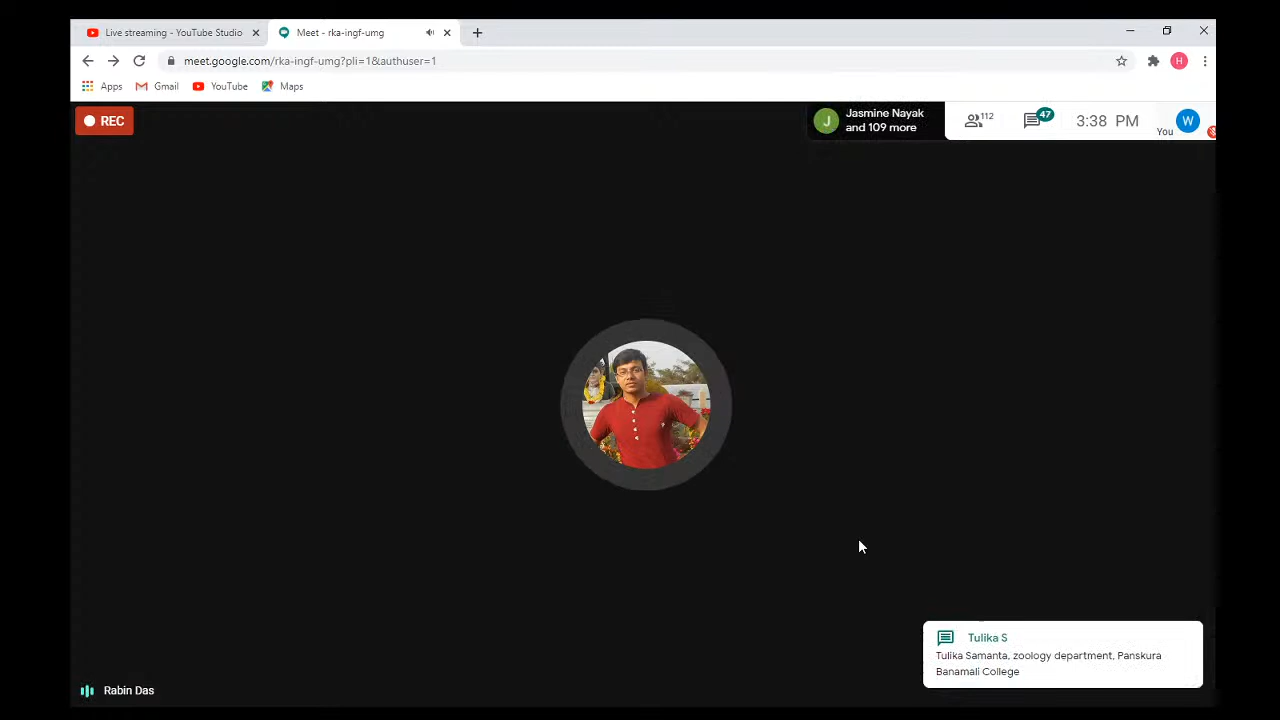 Live streaming - YouTube Studio
Meet - rka-ingf-umg
meet.google.com/rka-ingf-umg?pli=1&authuser=1
H
Apps
Gmail
YouTube
Maps
REC
J
Jasmine Nayak
and 109 more
112
47
3:38 PM
You
W
Tulika S
Tulika Samanta, zoology department, Panskura
Banamali College
Rabin Das